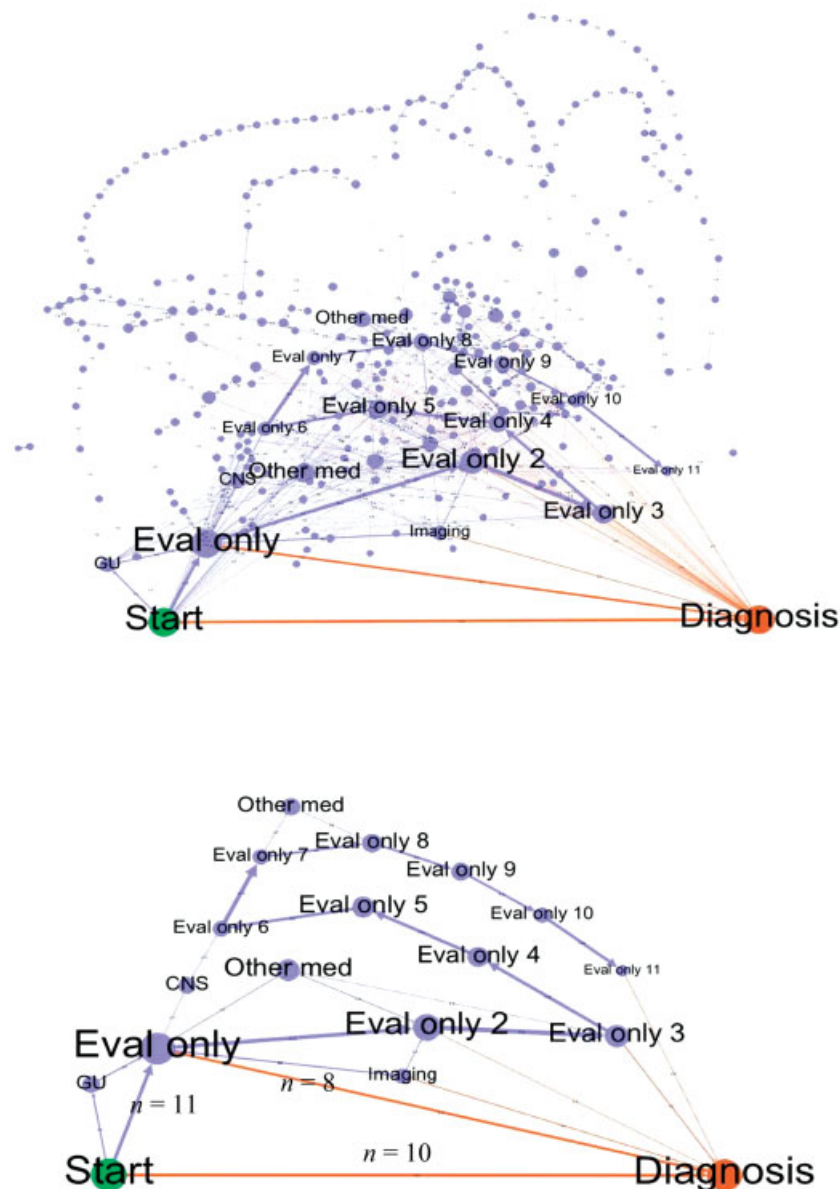 Other med
Eval only 8
Eval only 7
Eval only 9
Eval only 10
Eval only 5
Eval only 4
Eval only 6
Eval only 2
Other med
CNS
Eval only 11
Eval only 3
Imaging
Eval only
GU
Start
Diagnosis
Other med
Eval only 8
Eval only 7
Eval only 9
Eval only 5
Eval only 10
Eval only 6
Eval only 4
Other med
Eval only 11
CNS
Eval only 2
Eval only 3
Eval only
Imaging
GU
n = 8
n = 11
n = 10
Start
Diagnosis